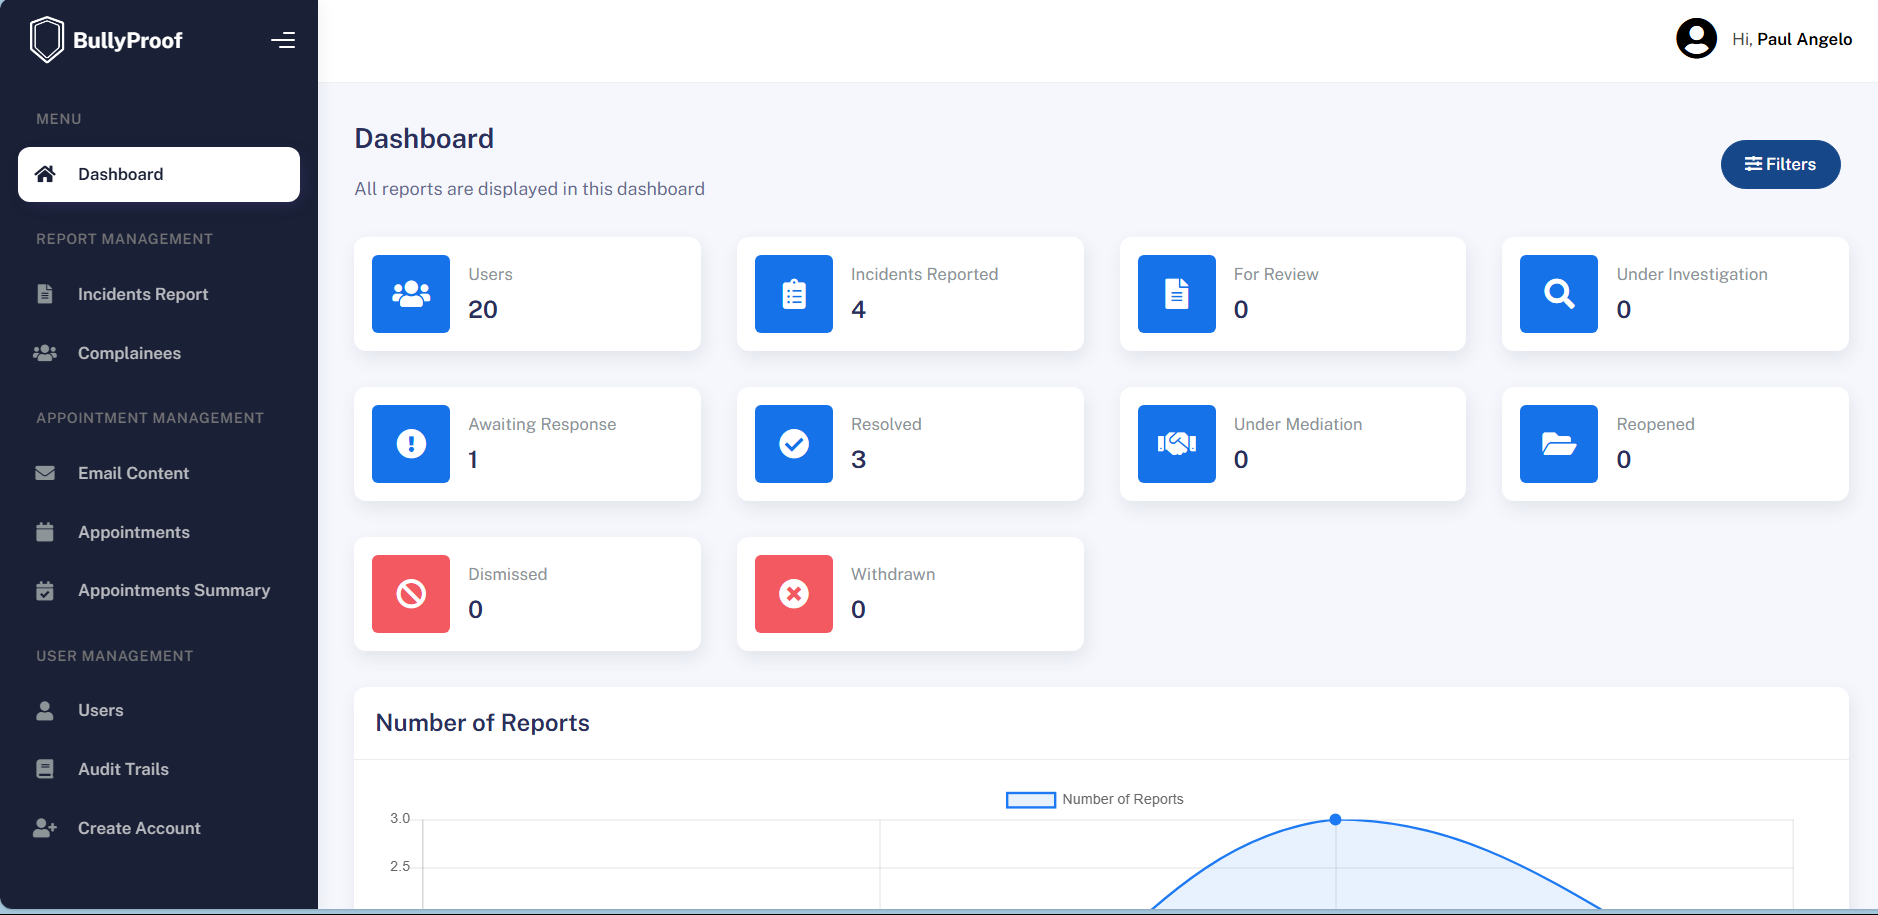 BullyProof
Hi, Paul Angelo
MENU
Dashboard
REPORT MANAGEMENT
Incidents Report
Complainees
APPOINTMENT MANAGEMENT
Email Content
Appointments
Appointments Summary
USER MANAGEMENT
Users
Audit Trails
Create Account
Dashboard
All reports are displayed in this dashboard
Filters
Users
20
Incidents Reported
4
For Review
0
Under Investigation
0
Awaiting Response
1
Resolved
3
Under Mediation
0
Reopened
0
Dismissed
0
Withdrawn
0
Number of Reports
Number of Reports
3.0
2.5